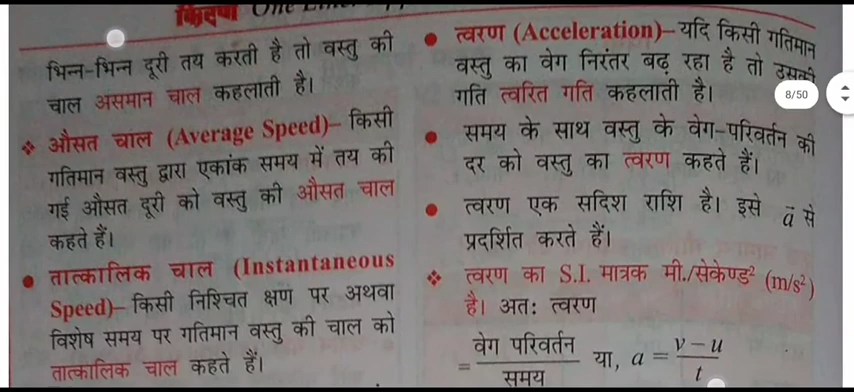 किरण One Liner
भिन्न-भिन्न दूरी तय करती है तो वस्तु की
चाल असमान चाल कहलाती है।
❖ औसत चाल (Average Speed)– किसी
गतिमान वस्तु द्वारा एकांक समय में तय की
गई औसत दूरी को वस्तु की औसत चाल
कहते हैं।
● तात्कालिक चाल (Instantaneous
Speed)– किसी निश्चित क्षण पर अथवा
विशेष समय पर गतिमान वस्तु की चाल को
तात्कालिक चाल कहते हैं।
● त्वरण (Acceleration)– यदि किसी गतिमान
वस्तु का वेग निरंतर बढ़ रहा है तो उसकी
गति त्वरित गति कहलाती है।
● समय के साथ वस्तु के वेग-परिवर्तन की
दर को वस्तु का त्वरण कहते हैं।
● त्वरण एक सदिश राशि है। इसे a⃗ से
प्रदर्शित करते हैं।
❖ त्वरण का S.I. मात्रक मी./सेकेण्ड² (m/s²)
है। अतः त्वरण
= वेग परिवर्तन / समय या, a = v – u / t
8/50